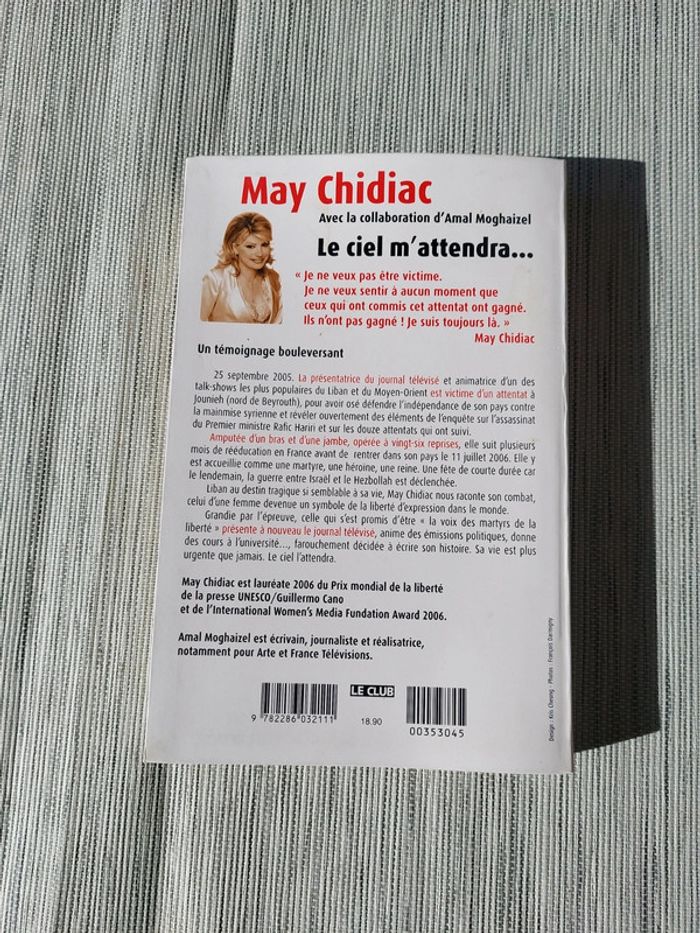 May Chidiac
Avec la collaboration d'Amal Moghaizel
Le ciel m'attendra...
« Je ne veux pas être victime.
Je ne veux sentir à aucun moment que
ceux qui ont commis cet attentat ont gagné.
Ils n'ont pas gagné ! Je suis toujours là. »
May Chidiac
Un témoignage bouleversant
25 septembre 2005. La présentatrice du journal télévisé et animatrice d'un des
talk-shows les plus populaires du Liban et du Moyen-Orient est victime d'un attentat à
Jounieh (nord de Beyrouth), pour avoir osé défendre l'indépendance de son pays contre
la mainmise syrienne et révéler ouvertement des éléments de l'enquête sur l'assassinat
du Premier ministre Rafic Hariri et sur les douze attentats qui ont suivi.
Amputée d'un bras et d'une jambe, opérée à vingt-six reprises, elle suit plusieurs
mois de rééducation en France avant de rentrer dans son pays le 11 juillet 2006. Elle y
est accueillie comme une martyre, une héroïne, une reine. Une fête de courte durée car
le lendemain, la guerre entre Israël et le Hezbollah est déclenchée.
Liban au destin tragique si semblable à sa vie, May Chidiac nous raconte son combat,
celui d'une femme devenue un symbole de la liberté d'expression dans le monde.
Grandie par l'épreuve, celle qui s'est promis d'être « la voix des martyrs de la
liberté » présente à nouveau le journal télévisé, anime des émissions politiques, donne
des cours à l'université..., farouchement décidée à écrire son histoire. Sa vie est plus
urgente que jamais. Le ciel l'attendra.
May Chidiac est lauréate 2006 du Prix mondial de la liberté
de la presse UNESCO/Guillermo Cano
et de l'International Women's Media Fundation Award 2006.
Amal Moghaizel est écrivain, journaliste et réalisatrice,
notamment pour Arte et France Télévisions.
LE CLUB
9 782286 032111
18.90
00353045
Design : Kris Cheung - Photos : François Darmigny